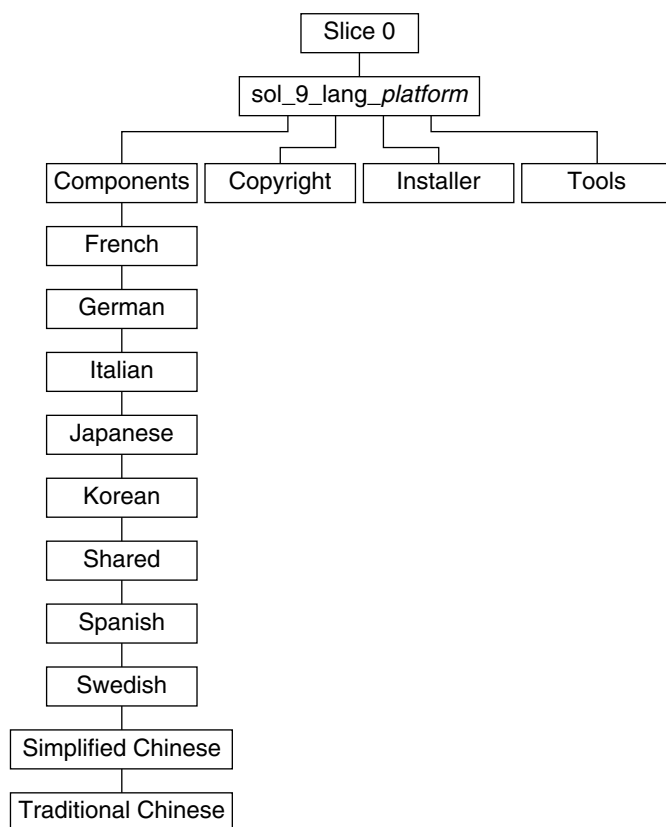 Slice 0
sol_9_lang_platform
Components
Copyright
Installer
Tools
French
German
Italian
Japanese
Korean
Shared
Spanish
Swedish
Simplified Chinese
Traditional Chinese